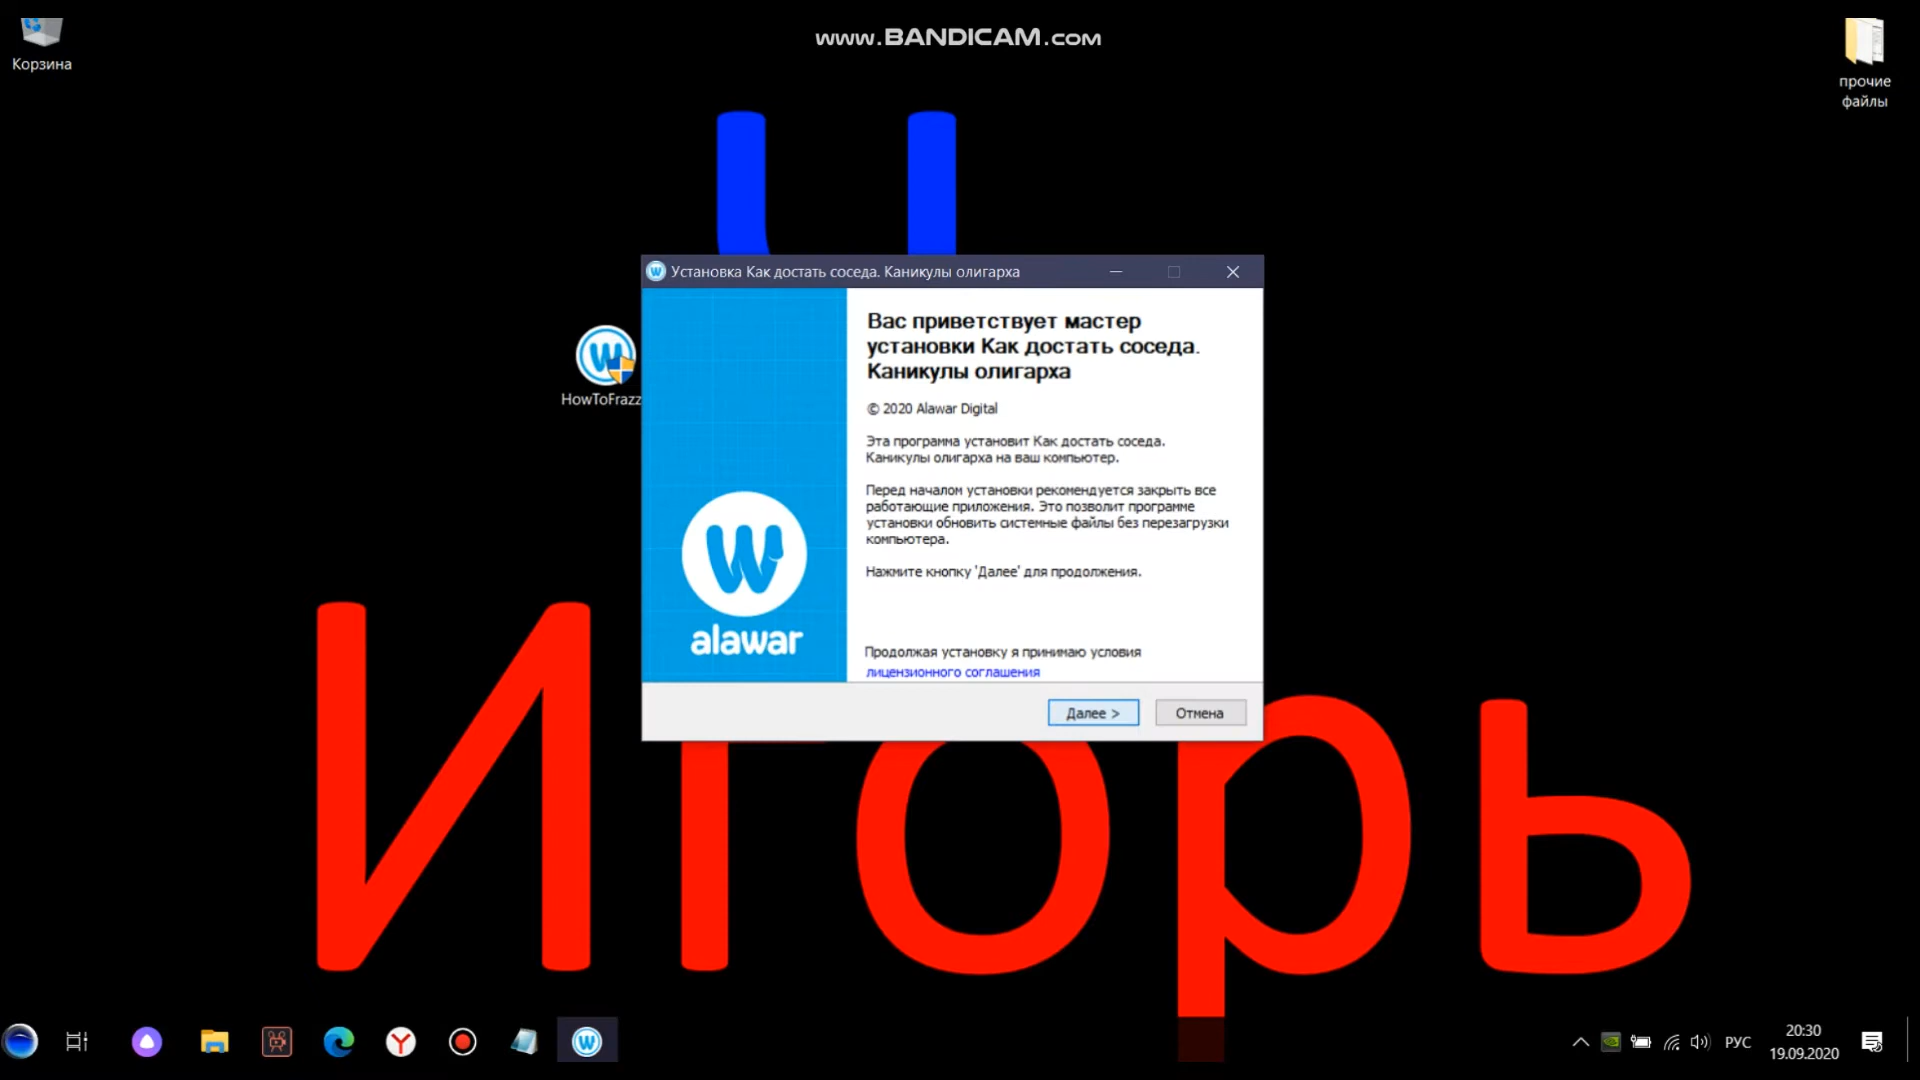 www.BANDICAM.com
Корзина
прочие
файлы
Установка Как достать соседа. Каникулы олигарха
Вас приветствует мастер
установки Как достать соседа.
Каникулы олигарха
© 2020 Alawar Digital
Эта программа установит Как достать соседа.
Каникулы олигарха на ваш компьютер.
Перед началом установки рекомендуется закрыть все
работающие приложения. Это позволит программе
установки обновить системные файлы без перезагрузки
компьютера.
Нажмите кнопку 'Далее' для продолжения.
HowToFrazz
alawar
Продолжая установку я принимаю условия
лицензионного соглашения
Далее >
Отмена
Игорь
РУС
20:30
19.09.2020